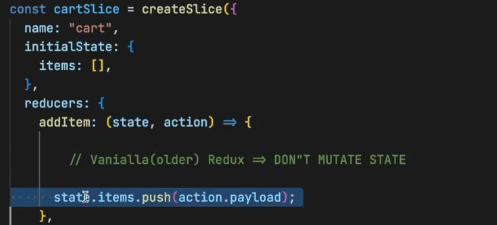 const cartSlice = createSlice({
name: "cart",
initialState: {
items: [],
},
reducers: {
addItem: (state, action) => {
// Vanialla(older) Redux => DON"T MUTATE STATE
state.items.push(action.payload);
},